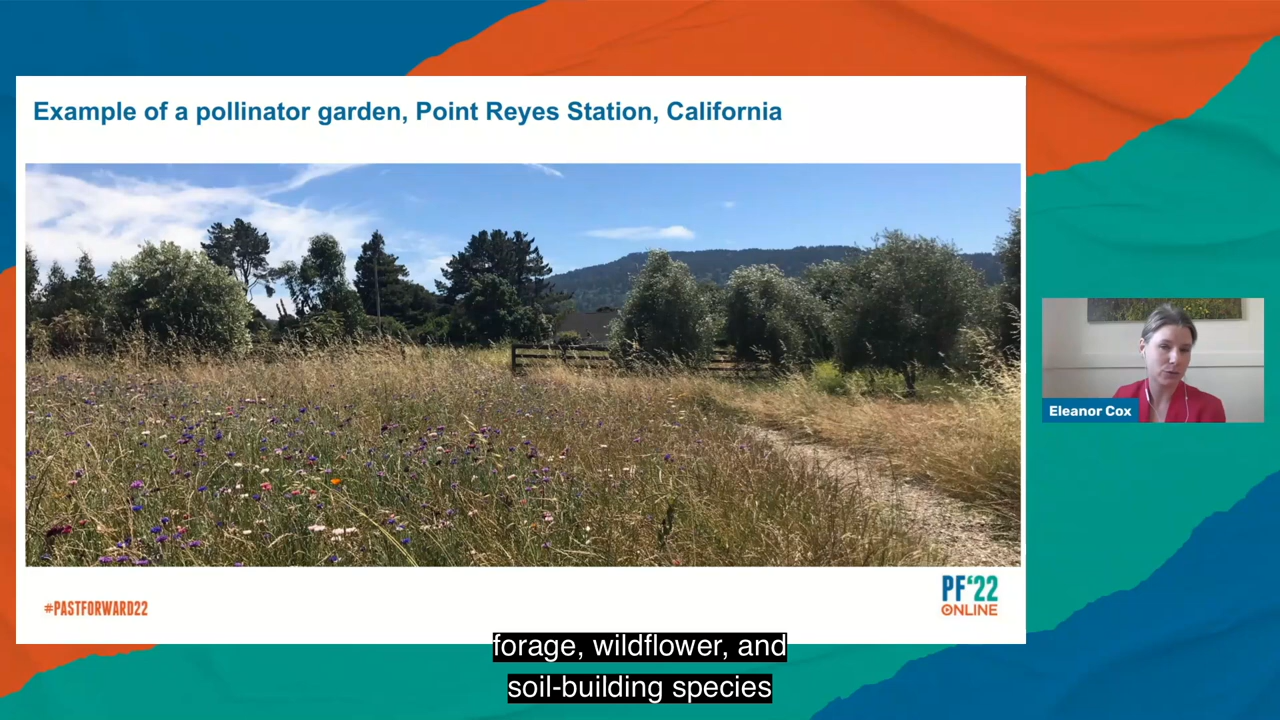 Example of a pollinator garden, Point Reyes Station, California
Eleanor Cox
#PASTFORWARD22
PF'22
ONLINE
forage, wildflower, and
soil-building species